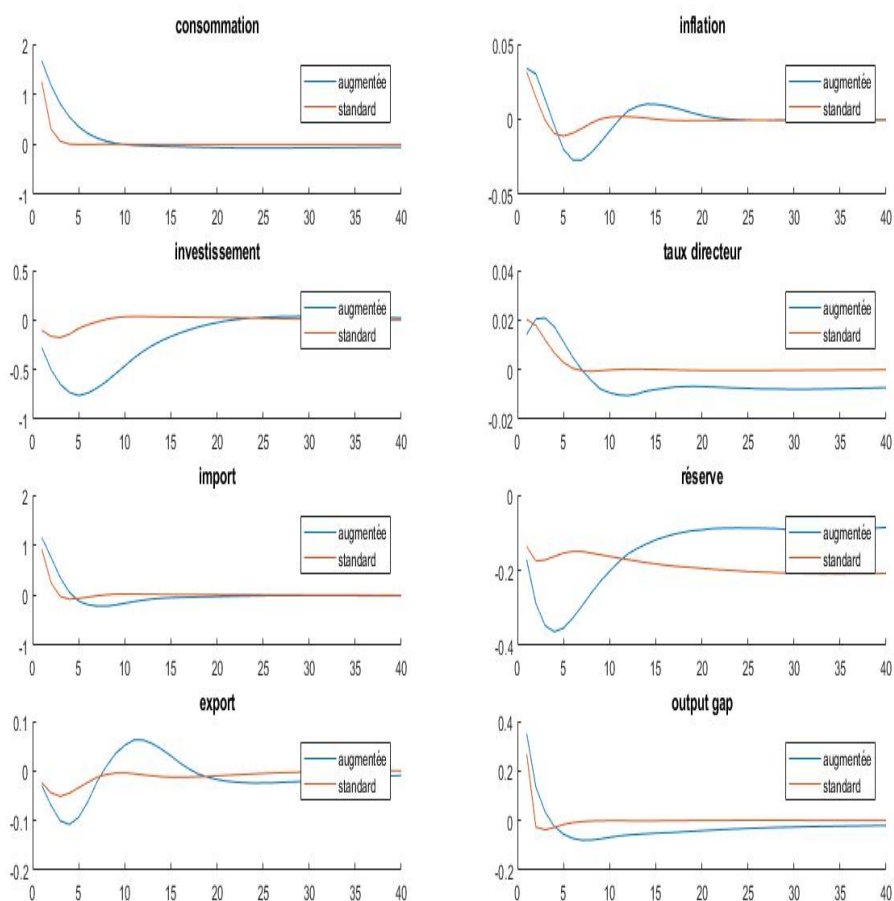 consommation
2
1
0
-1
0 5 10 15 20 25 30 35 40
augmentée
standard
inflation
0.05
0
-0.05
0 5 10 15 20 25 30 35 40
augmentée
standard
investissement
0.5
0
-0.5
-1
0 5 10 15 20 25 30 35 40
augmentée
standard
taux directeur
0.04
0.02
0
-0.02
0 5 10 15 20 25 30 35 40
augmentée
standard
import
2
1
0
-1
0 5 10 15 20 25 30 35 40
augmentée
standard
réserve
0
-0.2
-0.4
0 5 10 15 20 25 30 35 40
augmentée
standard
export
0.1
0
-0.1
-0.2
0 5 10 15 20 25 30 35 40
augmentée
standard
output gap
0.4
0.2
0
-0.2
0 5 10 15 20 25 30 35 40
augmentée
standard